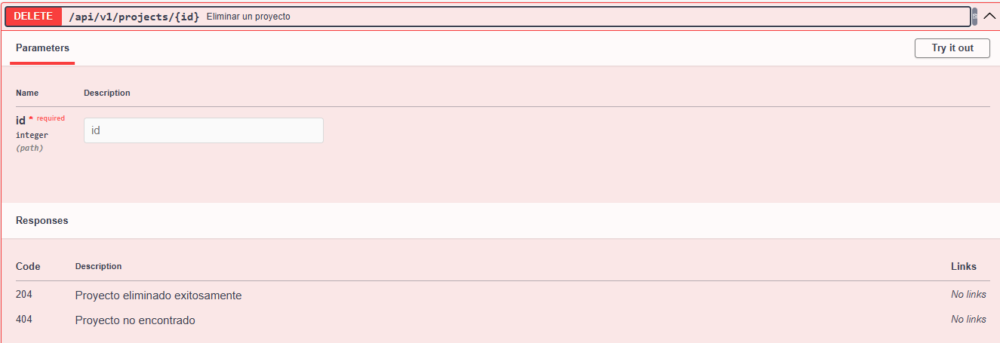 DELETE /api/v1/projects/{id} Eliminar un proyecto
Parameters Try it out
Name Description
id * required
integer
(path)
id
Responses
Code Description Links
204 Proyecto eliminado exitosamente No links
404 Proyecto no encontrado No links